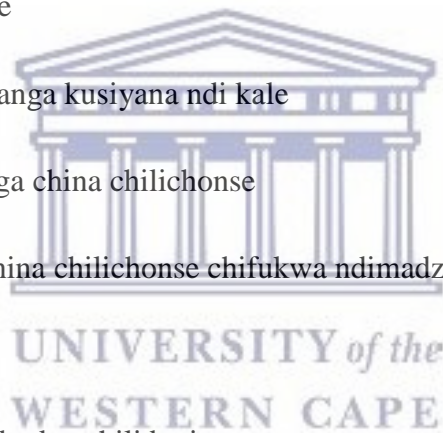 e
anga kusiyana ndi kale
ga china chilichonse
hina chilichonse chifukwa ndimadz
UNIVERSITY of the
WESTERN CAPE